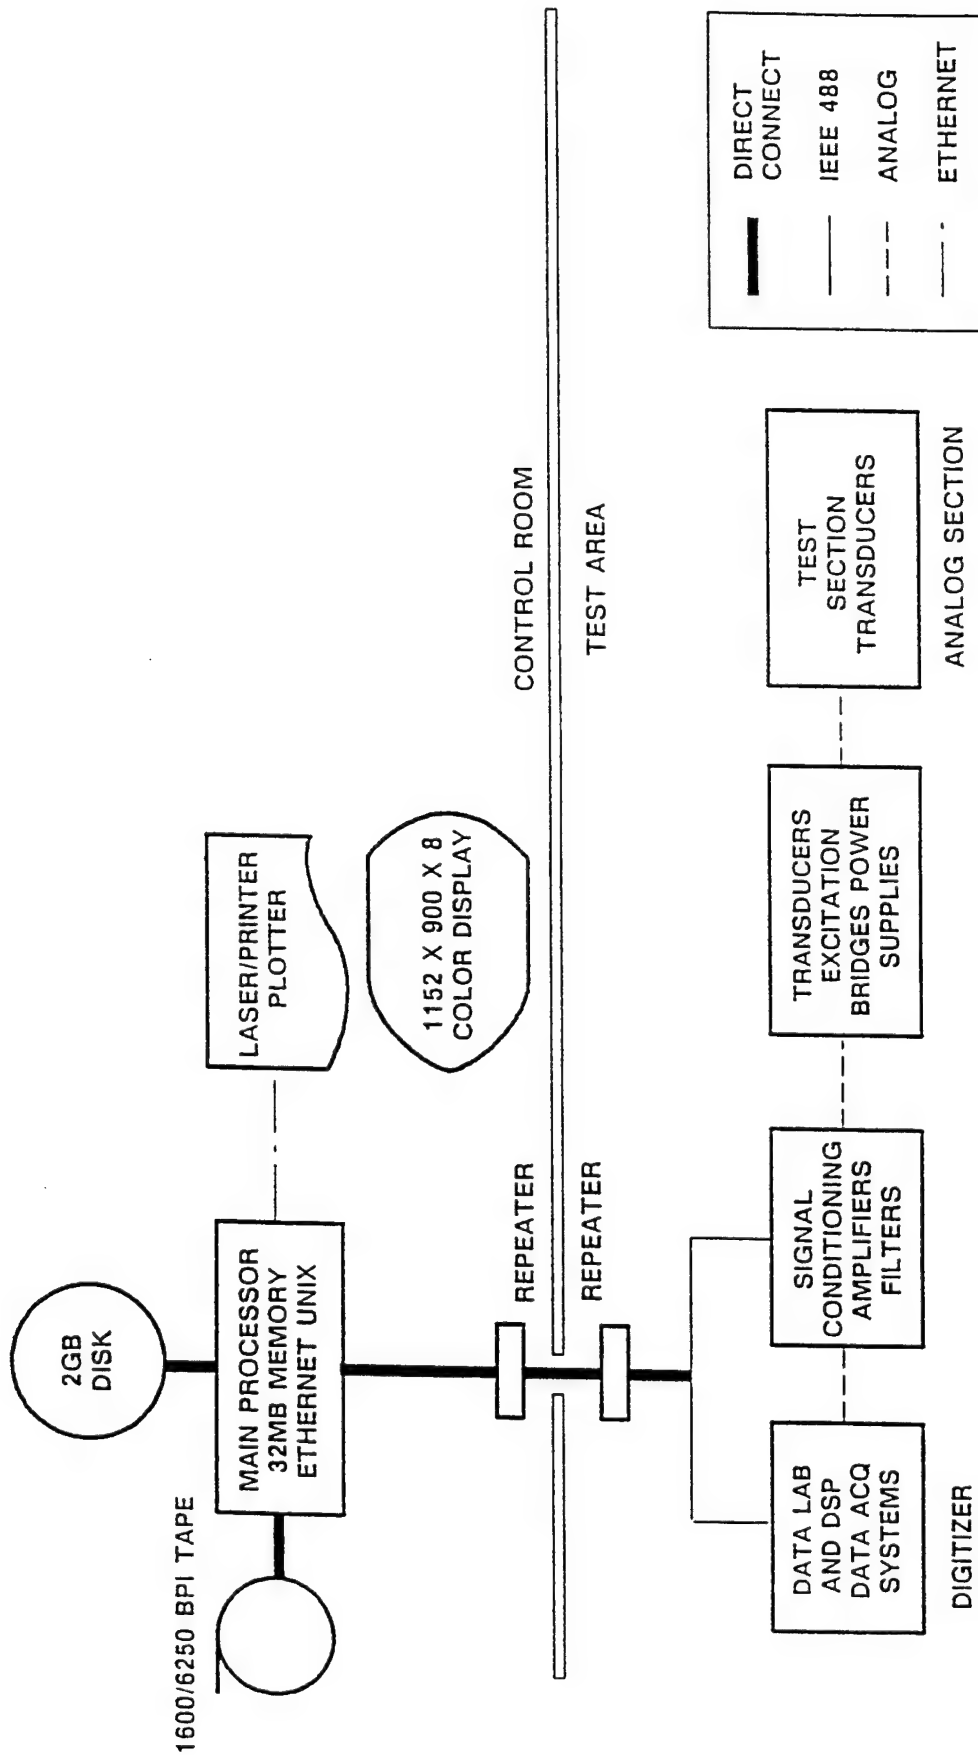 2GB
DISK
1600/6250 BPI TAPE
MAIN PROCESSOR
32MB MEMORY
ETHERNET UNIX
LASER/PRINTER
PLOTTER
1152 X 900 X 8
COLOR DISPLAY
REPEATER
CONTROL ROOM
REPEATER
TEST AREA
DATA LAB
AND DSP
DATA ACQ
SYSTEMS
SIGNAL
CONDITIONING
AMPLIFIERS
FILTERS
TRANSDUCERS
EXCITATION
BRIDGES POWER
SUPPLIES
TEST
SECTION
TRANSDUCERS
DIGITIZER
ANALOG SECTION
DIRECT
CONNECT
IEEE 488
ANALOG
ETHERNET